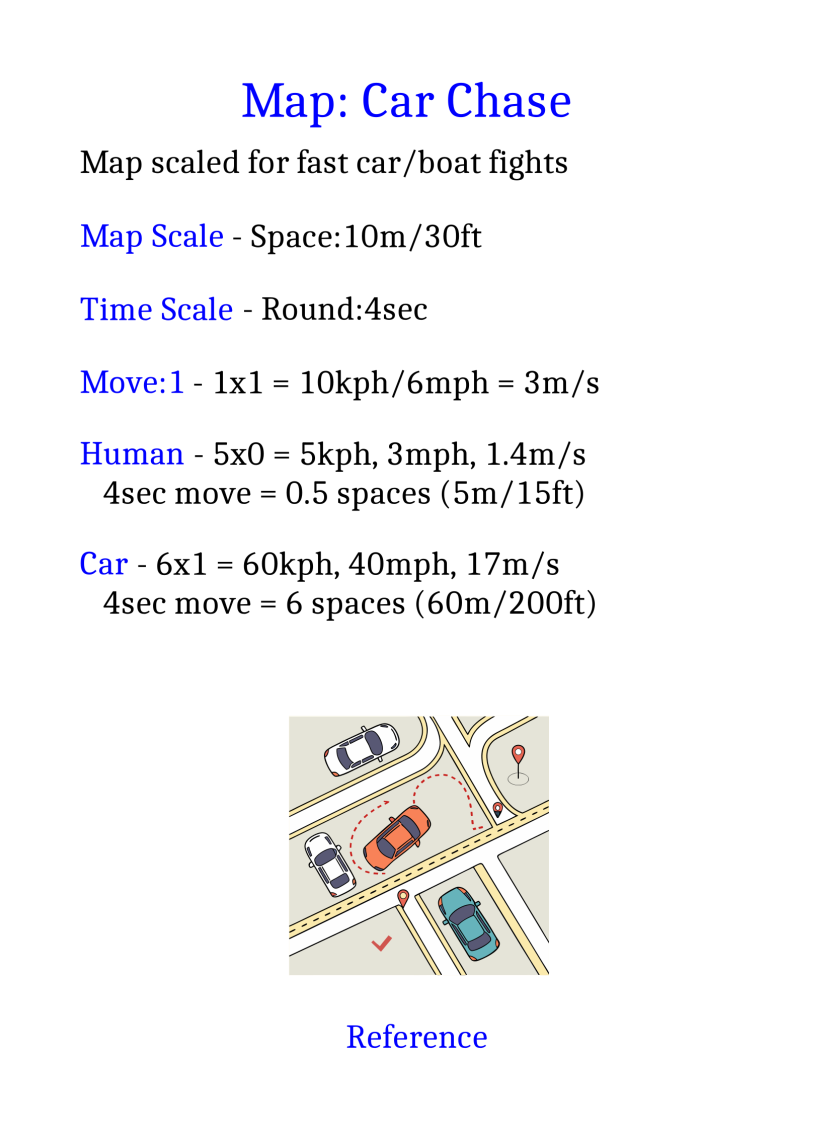 Map: Car Chase
Map scaled for fast car/boat fights
Map Scale - Space:10m/30ft
Time Scale - Round:4sec
Move:1 - 1x1 = 10kph/6mph = 3m/s
Human - 5x0 = 5kph, 3mph, 1.4m/s
4sec move = 0.5 spaces (5m/15ft)
Car - 6x1 = 60kph, 40mph, 17m/s
4sec move = 6 spaces (60m/200ft)
Reference